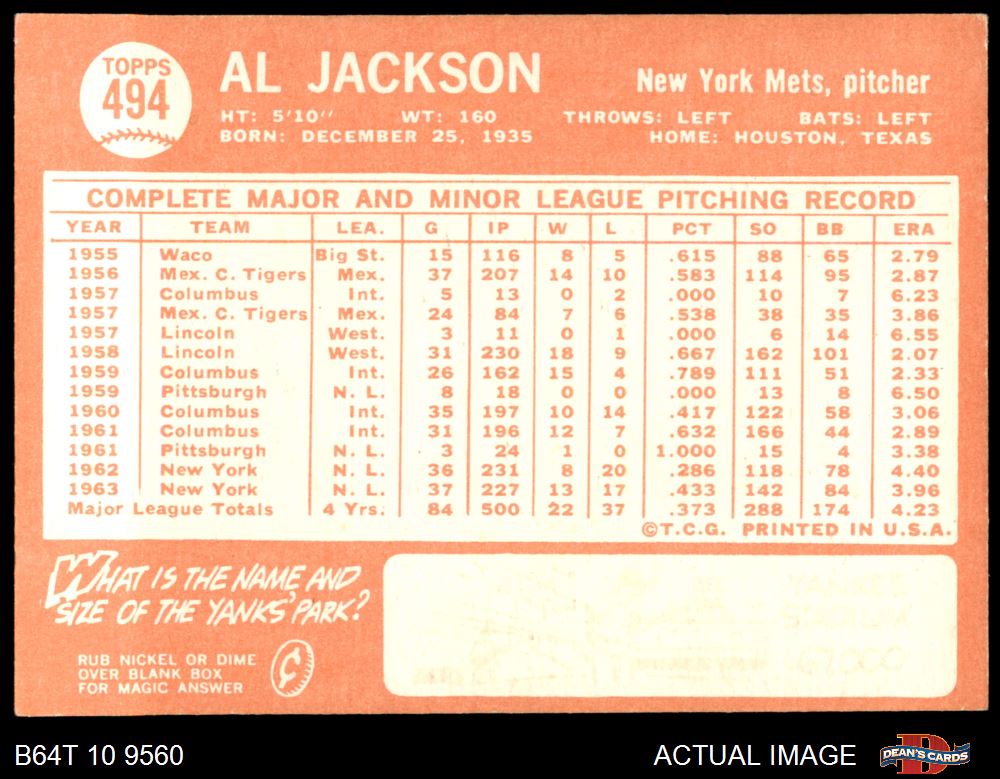 TOPPS
494
AL JACKSON
New York Mets, pitcher
HT: 5'10" WT: 160 THROWS: LEFT BATS: LEFT
BORN: DECEMBER 25, 1935 HOME: HOUSTON, TEXAS
COMPLETE MAJOR AND MINOR LEAGUE PITCHING RECORD
YEAR TEAM LEA. G IP W L PCT SO BB ERA
1955 Waco Big St. 15 116 8 5 .615 88 65 2.79
1956 Mex. C. Tigers Mex. 37 207 14 10 .583 114 95 2.87
1957 Columbus Int. 5 13 0 2 .000 10 7 6.23
1957 Mex. C. Tigers Mex. 24 84 7 6 .538 38 35 3.86
1957 Lincoln West. 3 11 0 1 .000 6 14 6.55
1958 Lincoln West. 31 230 18 9 .667 162 101 2.07
1959 Columbus Int. 26 162 15 4 .789 111 51 2.33
1959 Pittsburgh N. L. 8 18 0 0 .000 13 8 6.50
1960 Columbus Int. 35 197 10 14 .417 122 58 3.06
1961 Columbus Int. 31 196 12 7 .632 166 44 2.89
1961 Pittsburgh N. L. 3 24 1 0 1.000 15 4 3.38
1962 New York N. L. 36 231 8 20 .286 118 78 4.40
1963 New York N. L. 37 227 13 17 .433 142 84 3.96
Major League Totals 4 Yrs. 84 500 22 37 .373 288 174 4.23
©T.C.G. PRINTED IN U.S.A.
WHAT IS THE NAME AND
SIZE OF THE YANKS' PARK?
RUB NICKEL OR DIME
OVER BLANK BOX
FOR MAGIC ANSWER
B64T 10 9560
ACTUAL IMAGE
DEAN'S CARDS